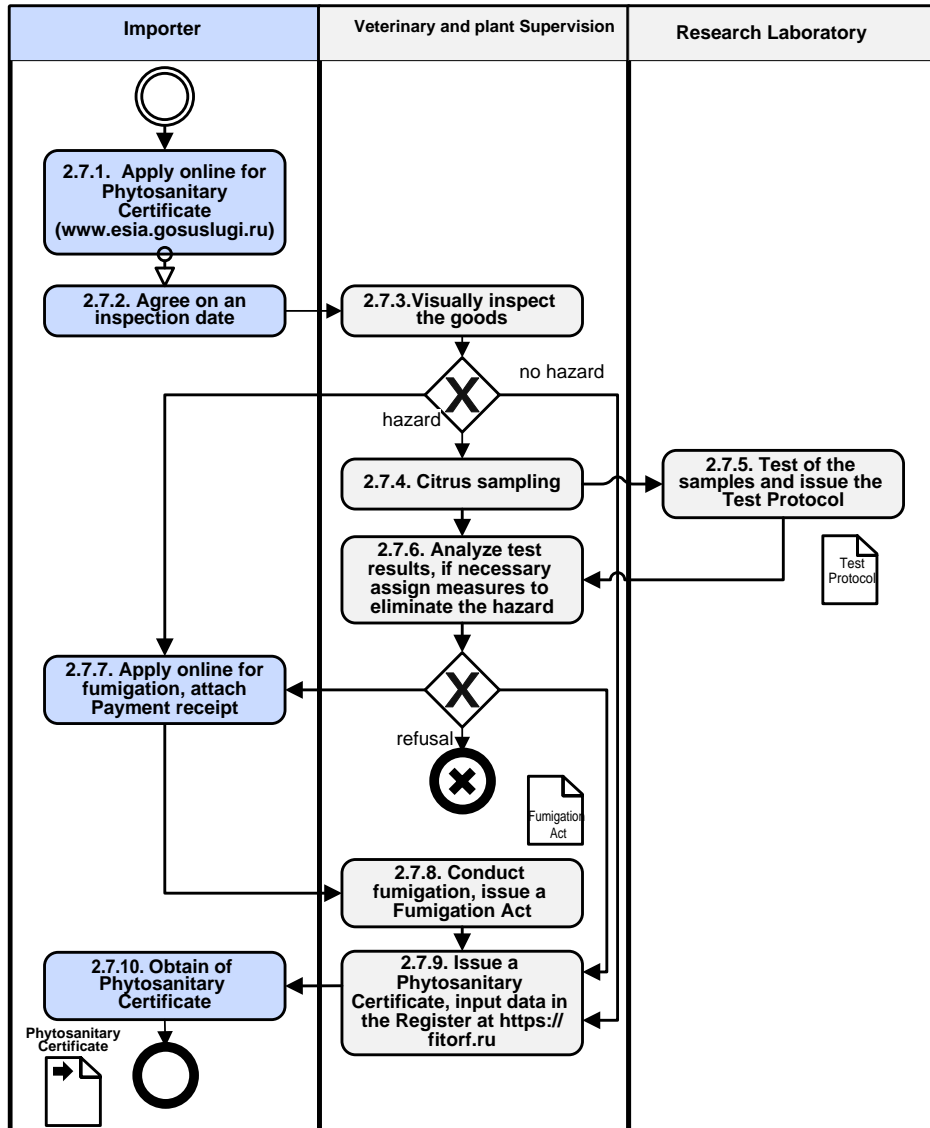 Importer
Veterinary and plant Supervision
Research Laboratory
2.7.1. Apply online for
Phytosanitary
Certificate
(www.esia.gosuslugi.ru)
2.7.2. Agree on an
inspection date
2.7.3.Visually inspect
the goods
no hazard
X
hazard
2.7.4. Citrus sampling
2.7.5. Test of the
samples and issue the
Test Protocol
2.7.6. Analyze test
results, if necessary
assign measures to
eliminate the hazard
Test
Protocol
2.7.7. Apply online for
fumigation, attach
Payment receipt
X
refusal
Fumigation
Act
2.7.8. Conduct
fumigation, issue a
Fumigation Act
2.7.10. Obtain of
Phytosanitary
Certificate
2.7.9. Issue a
Phytosanitary
Certificate, input data in
the Register at https://
fitorf.ru
Phytosanitary
Certificate